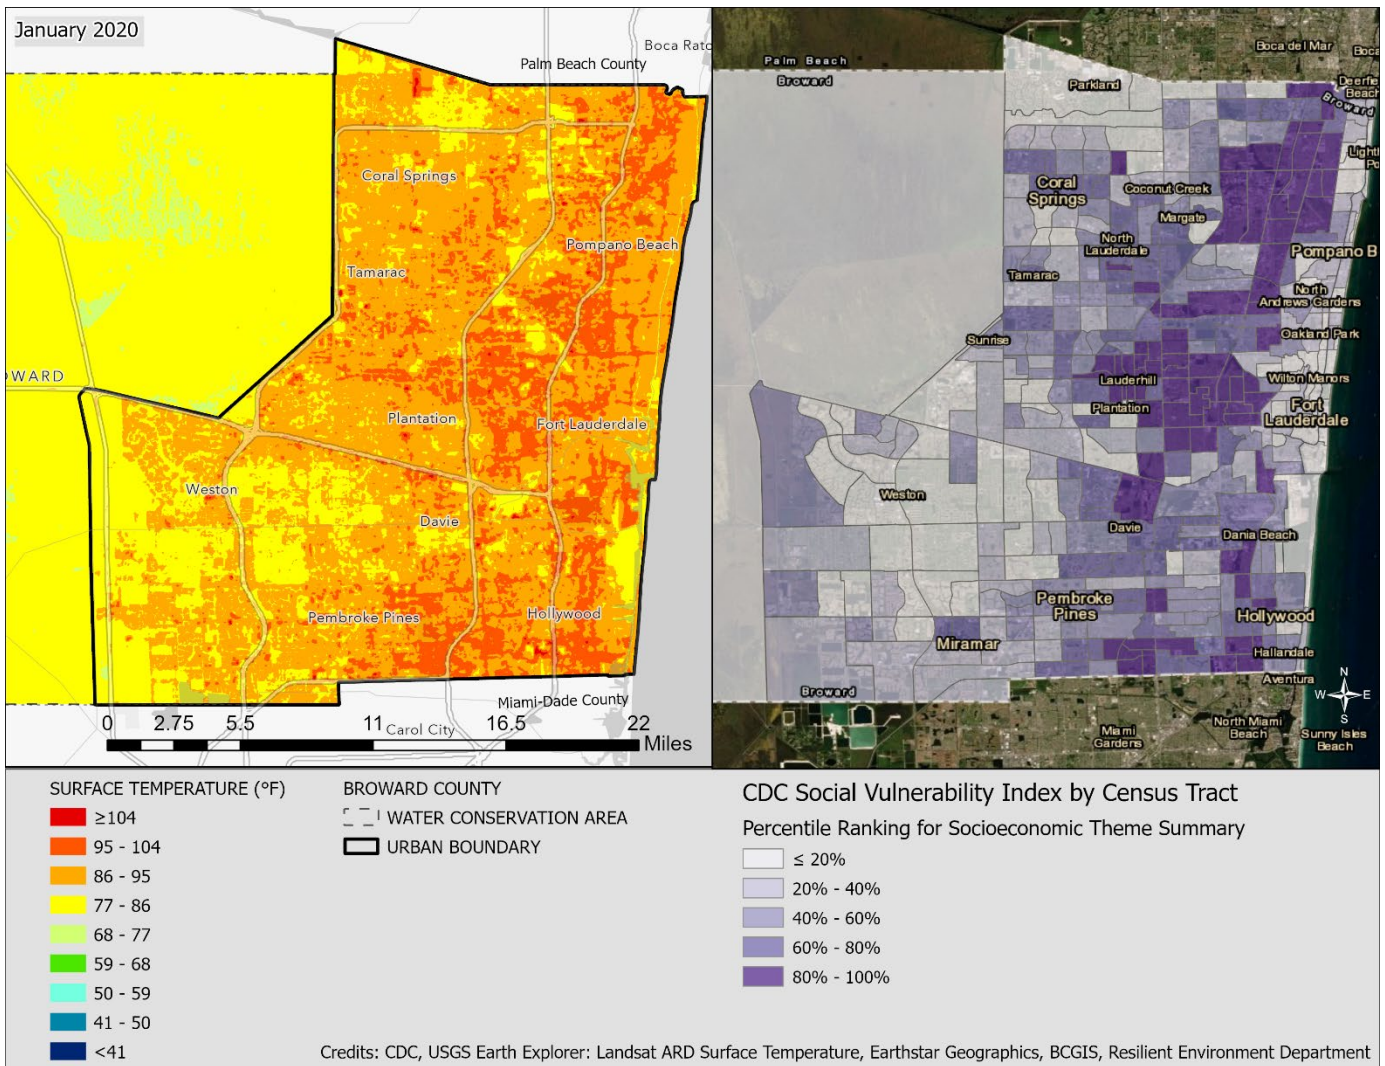 January 2020
Boca Rato
Palm Beach County
Coral Springs
Pompano Beach
Tamarac
OWARD
Plantation
Fort Lauderdale
Weston
Davie
Pembroke Pines
Hollywood
Miami-Dade County
Carol City
0 2.75 5.5 11 16.5 22
Miles
Boca del Mar
Boca
Palm Beach
Broward
Parkland
Deerfie
Beach
Broward
Light
Po
Coral
Springs
Coconut Creek
Margate
North
Lauderdale
Pompano B
Tamarac
North
Andrews Gardens
Sunrise
Oakland Park
Lauderhill
Wilton Manors
Plantation
Fort
Lauderdale
Weston
Davie
Dania Beach
Pembroke
Pines
Hollywood
Miramar
Hallandale
Aventura
Broward
N
W E
S
Miami
Gardens
North Miami
Beach
Sunny Isles
Beach
SURFACE TEMPERATURE (°F)
≥104
95 - 104
86 - 95
77 - 86
68 - 77
59 - 68
50 - 59
41 - 50
<41
BROWARD COUNTY
WATER CONSERVATION AREA
URBAN BOUNDARY
CDC Social Vulnerability Index by Census Tract
Percentile Ranking for Socioeconomic Theme Summary
≤ 20%
20% - 40%
40% - 60%
60% - 80%
80% - 100%
Credits: CDC, USGS Earth Explorer: Landsat ARD Surface Temperature, Earthstar Geographics, BCGIS, Resilient Environment Department